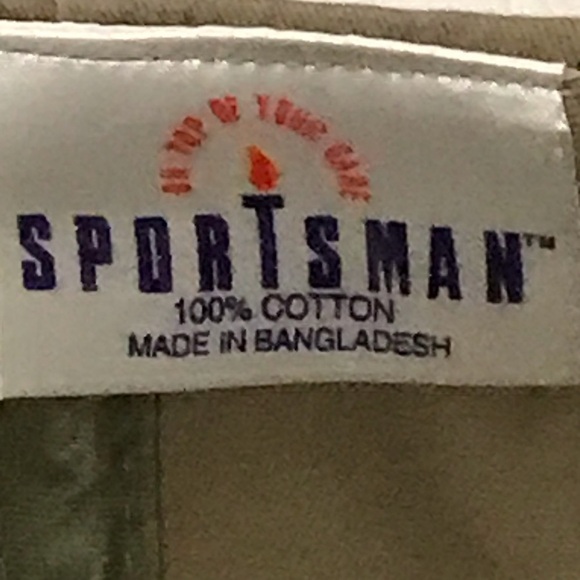 ON TOP OF YOUR GAME
SPORTSMAN™
100% COTTON
MADE IN BANGLADESH